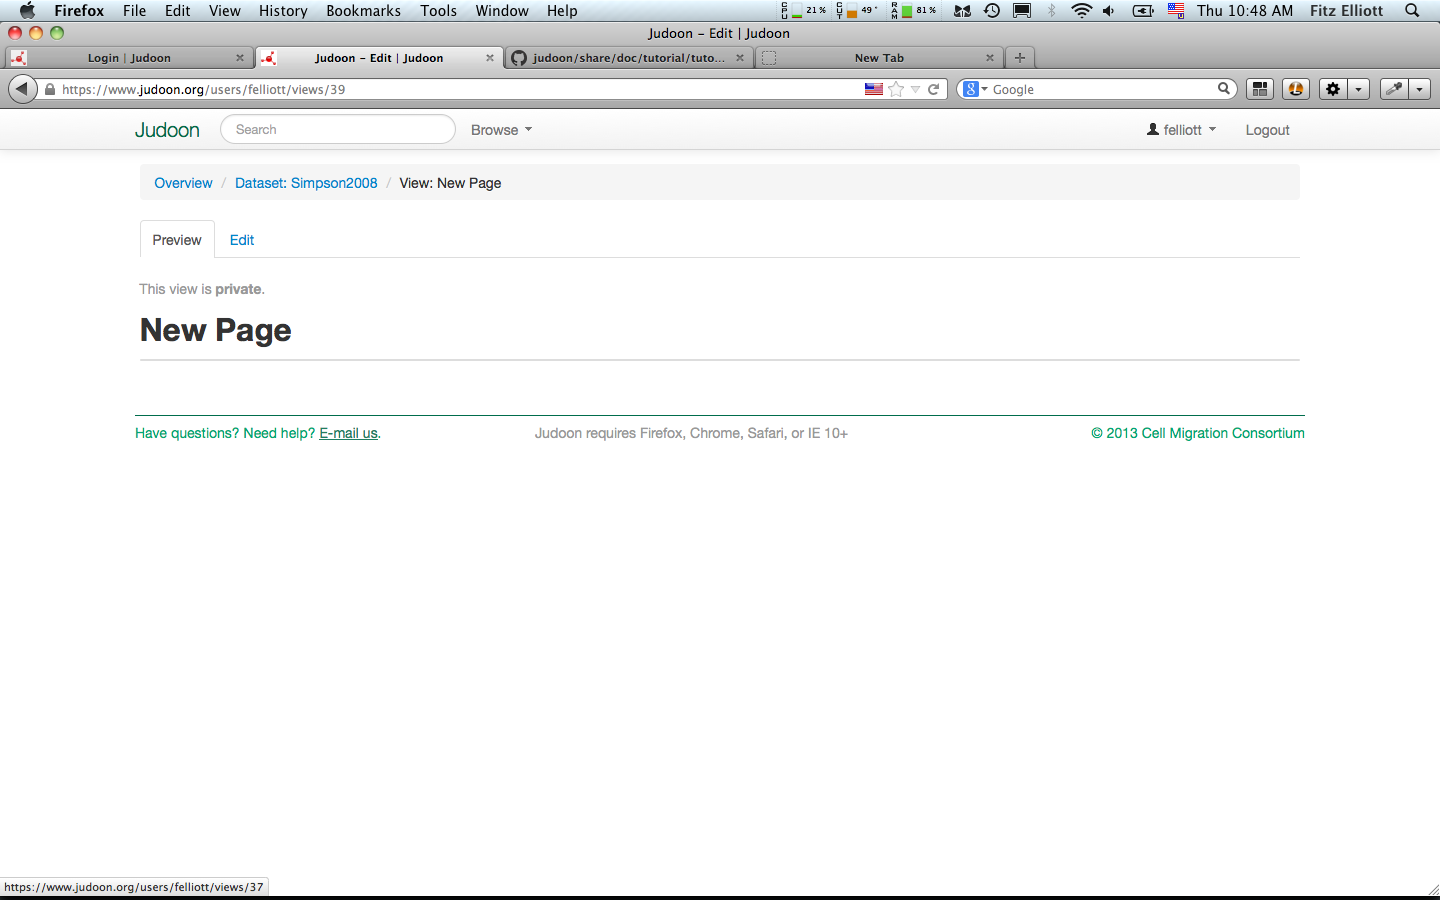 Firefox File Edit View History Bookmarks Tools Window Help CPU 21% CUT 49° RAM 81% Thu 10:48 AM Fitz Elliott
Judoon – Edit | Judoon
Login | Judoon Judoon – Edit | Judoon judoon/share/doc/tutorial/tuto... New Tab
https://www.judoon.org/users/felliott/views/39 Google
Judoon Search Browse felliott Logout
Overview / Dataset: Simpson2008 / View: New Page
Preview Edit
This view is private.
New Page
Have questions? Need help? E-mail us. Judoon requires Firefox, Chrome, Safari, or IE 10+ © 2013 Cell Migration Consortium
https://www.judoon.org/users/felliott/views/37